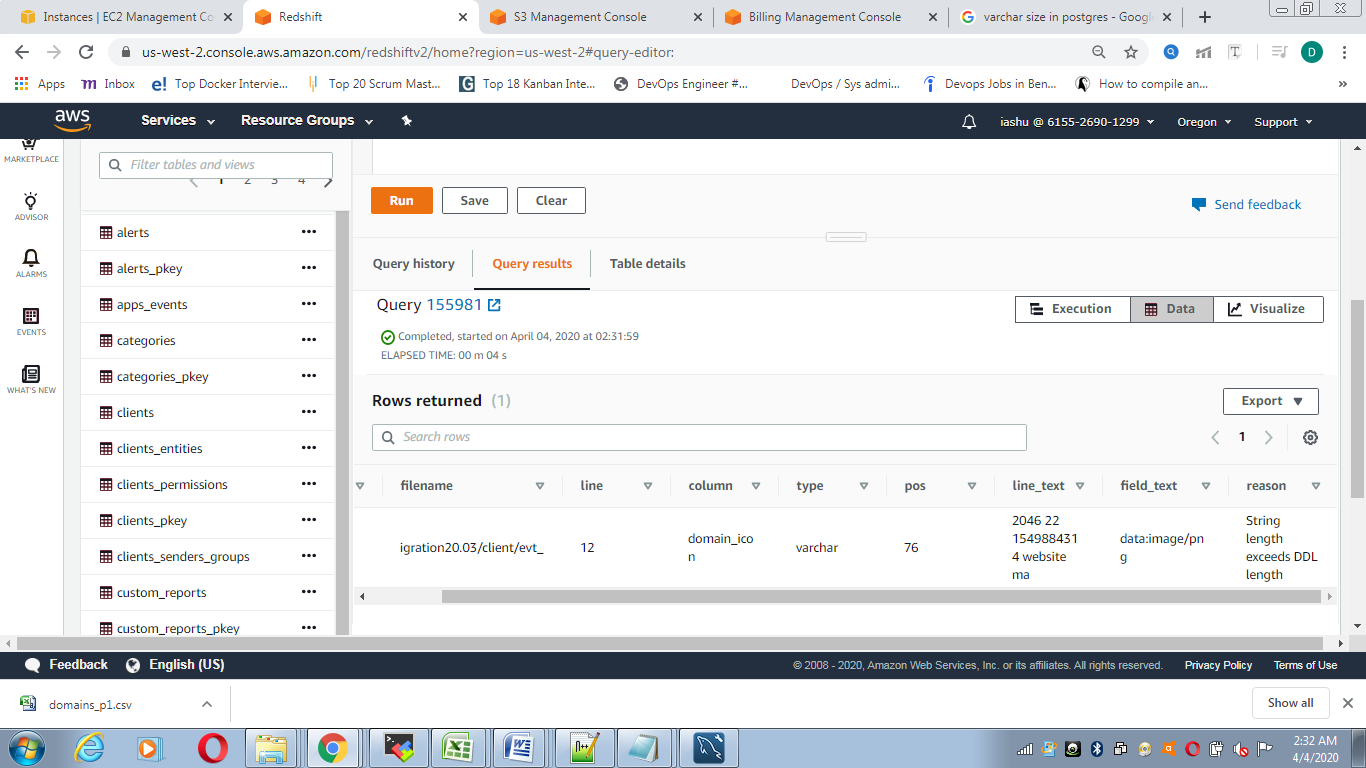 Instances | EC2 Management Co
Redshift
S3 Management Console
Billing Management Console
varchar size in postgres - Google
us-west-2.console.aws.amazon.com/redshiftv2/home?region=us-west-2#query-editor:
D
Apps
Inbox
Top Docker Intervie...
Top 20 Scrum Mast...
Top 18 Kanban Inte...
DevOps Engineer #...
DevOps / Sys admi...
Devops Jobs in Ben...
How to compile an...
aws
Services
Resource Groups
iashu @ 6155-2690-1299
Oregon
Support
MARKETPLACE
ADVISOR
ALARMS
EVENTS
WHAT'S NEW
Filter tables and views
1 2 3 4
alerts
alerts_pkey
apps_events
categories
categories_pkey
clients
clients_entities
clients_permissions
clients_pkey
clients_senders_groups
custom_reports
custom_reports_pkey
Run
Save
Clear
Send feedback
Query history
Query results
Table details
Query 155981
Completed, started on April 04, 2020 at 02:31:59
ELAPSED TIME: 00 m 04 s
Execution
Data
Visualize
Rows returned (1)
Export
Search rows
1
filename line column type pos line_text field_text reason
igration20.03/client/evt_
12
domain_ico
n
varchar
76
2046 22
154988431
4 website
ma
data:image/pn
g
String
length
exceeds DDL
length
Feedback
English (US)
© 2008 - 2020, Amazon Web Services, Inc. or its affiliates. All rights reserved.
Privacy Policy
Terms of Use
domains_p1.csv
Show all
2:32 AM
4/4/2020